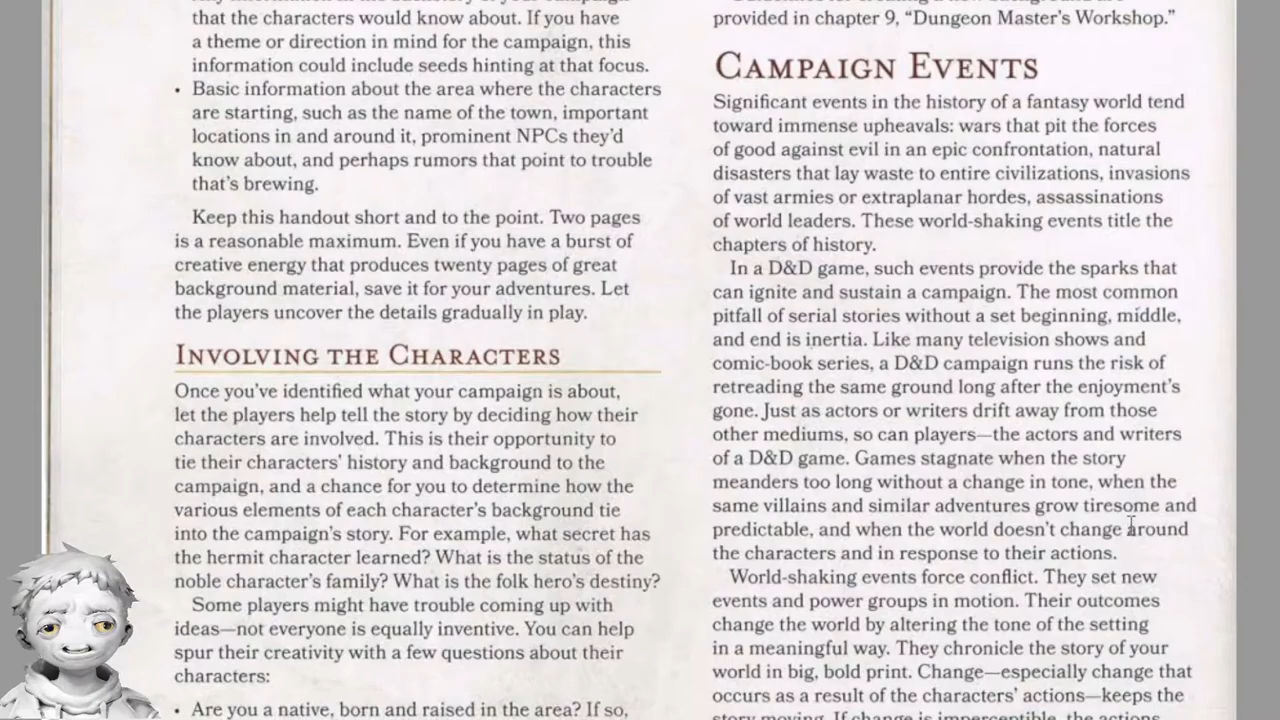 that the characters would know about. If you have
a theme or direction in mind for the campaign, this
information could include seeds hinting at that focus.
• Basic information about the area where the characters
are starting, such as the name of the town, important
locations in and around it, prominent NPCs they'd
know about, and perhaps rumors that point to trouble
that's brewing.
Keep this handout short and to the point. Two pages
is a reasonable maximum. Even if you have a burst of
creative energy that produces twenty pages of great
background material, save it for your adventures. Let
the players uncover the details gradually in play.
Involving the Characters
Once you've identified what your campaign is about,
let the players help tell the story by deciding how their
characters are involved. This is their opportunity to
tie their characters' history and background to the
campaign, and a chance for you to determine how the
various elements of each character's background tie
into the campaign's story. For example, what secret has
the hermit character learned? What is the status of the
noble character's family? What is the folk hero's destiny?
Some players might have trouble coming up with
ideas—not everyone is equally inventive. You can help
spur their creativity with a few questions about their
characters:
• Are you a native, born and raised in the area? If so,
provided in chapter 9, "Dungeon Master's Workshop."
Campaign Events
Significant events in the history of a fantasy world tend
toward immense upheavals: wars that pit the forces
of good against evil in an epic confrontation, natural
disasters that lay waste to entire civilizations, invasions
of vast armies or extraplanar hordes, assassinations
of world leaders. These world-shaking events title the
chapters of history.
In a D&D game, such events provide the sparks that
can ignite and sustain a campaign. The most common
pitfall of serial stories without a set beginning, middle,
and end is inertia. Like many television shows and
comic-book series, a D&D campaign runs the risk of
retreading the same ground long after the enjoyment's
gone. Just as actors or writers drift away from those
other mediums, so can players—the actors and writers
of a D&D game. Games stagnate when the story
meanders too long without a change in tone, when the
same villains and similar adventures grow tiresome and
predictable, and when the world doesn't change around
the characters and in response to their actions.
World-shaking events force conflict. They set new
events and power groups in motion. Their outcomes
change the world by altering the tone of the setting
in a meaningful way. They chronicle the story of your
world in big, bold print. Change—especially change that
occurs as a result of the characters' actions—keeps the
story moving. If change is imperceptible, the actions